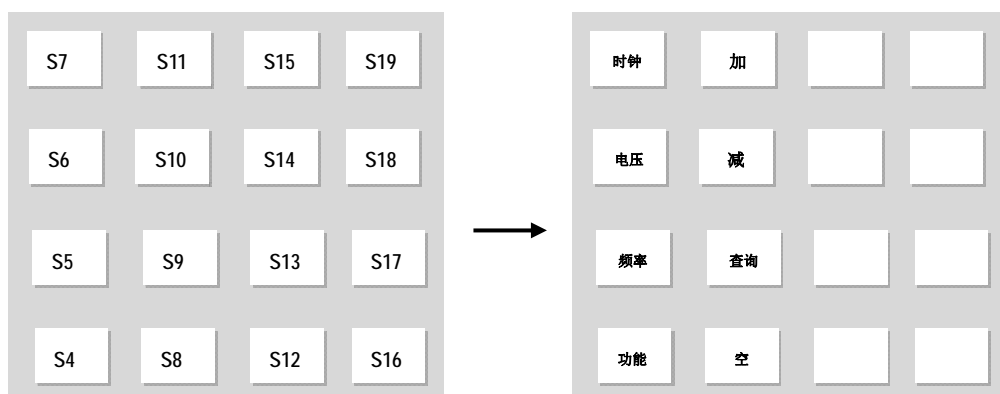 S7 S11 S15 S19
S6 S10 S14 S18
S5 S9 S13 S17
S4 S8 S12 S16
时钟 加
电压 减
频率 查询
功能 空